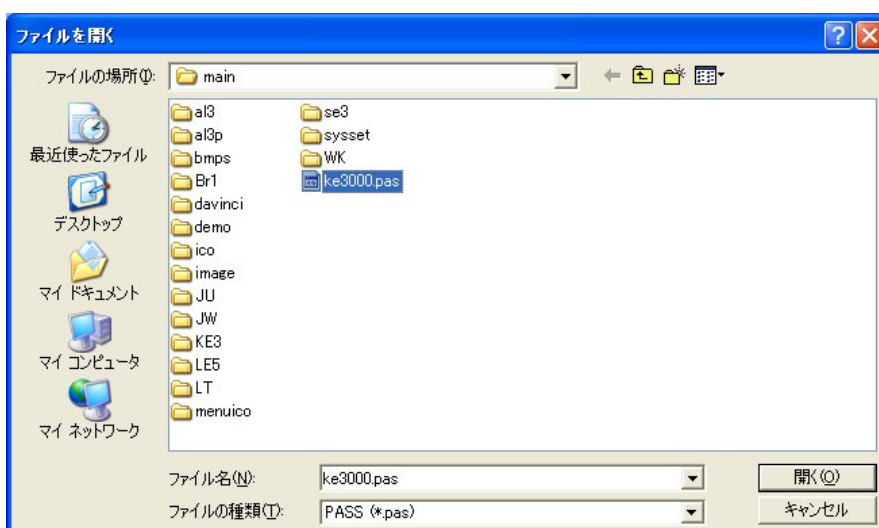 ファイルを開く
ファイルの場所(I):
main
最近使ったファイル
デスクトップ
マイ ドキュメント
マイ コンピュータ
マイ ネットワーク
al3
al3p
bmps
Br1
davinci
demo
ico
image
JU
JW
KE3
LE5
LT
menuico
se3
sysset
WK
ke3000.pas
ファイル名(N):
ke3000.pas
開く(O)
ファイルの種類(T):
PASS (*.pas)
キャンセル